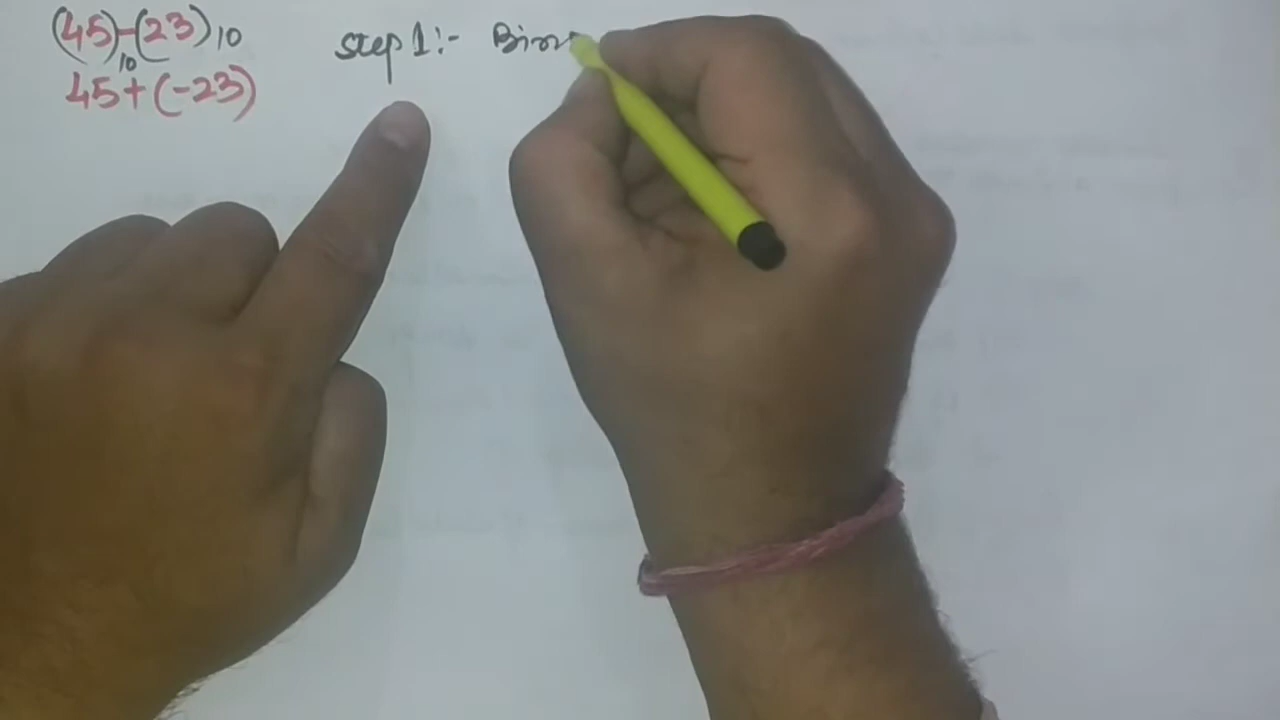 (45)₁₀-(23)₁₀
45+(-23)
step 1:-